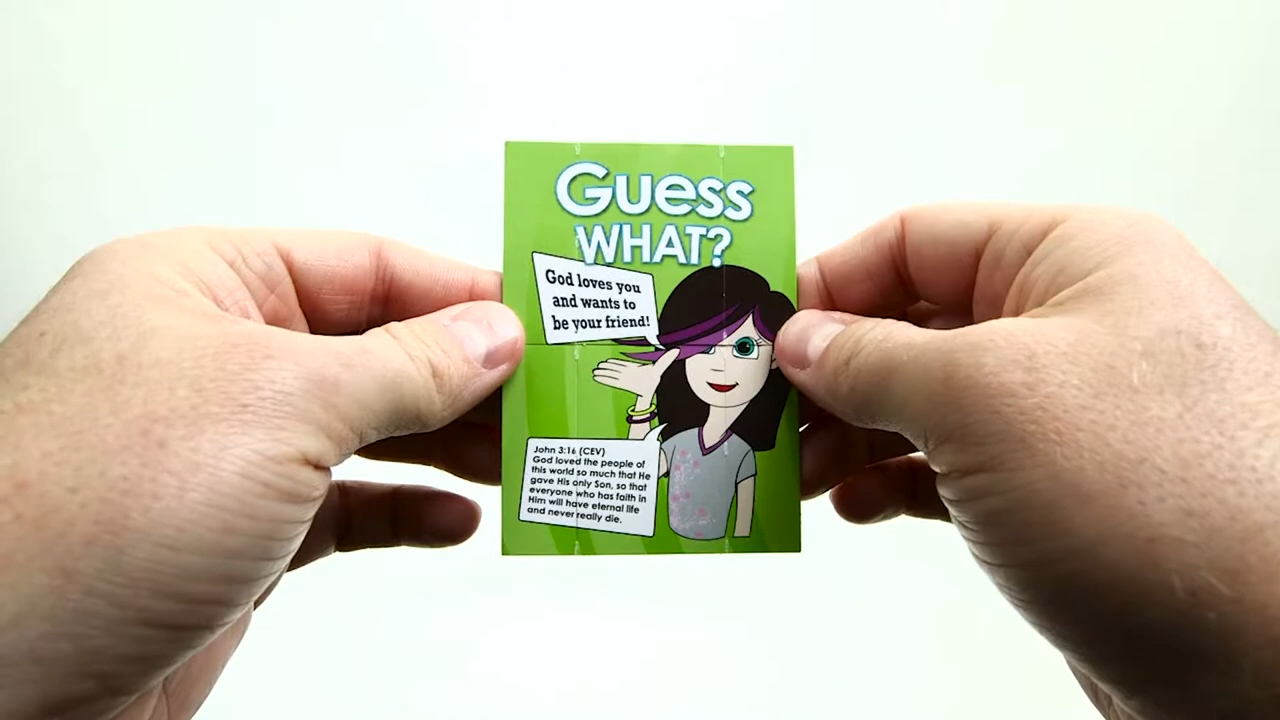 Guess
WHAT?
God loves you
and wants to
be your friend!
John 3:16 (CEV)
God loved the people of
this world so much that He
gave His only Son, so that
everyone who has faith in
Him will have eternal life
and never really die.